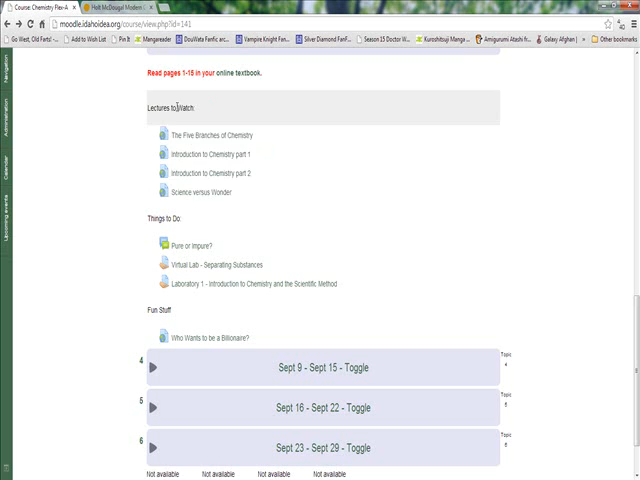 Course: Chemistry Flex-A
Holt McDougal Modern C
moodle.idahoidea.org/course/view.php?id=141
Go West, Old Farts! -
Add to Wish List
Pin It
Mangareader
DouWata Fanfic arc
Vampire Knight Fan
Silver Diamond FanF
Season 15 Doctor W
Kuroshitsuji Manga
Amigurumi Atashi fr
Galaxy Afghan
Other bookmarks
Navigation
Administration
Calendar
Upcoming events
Read pages 1-15 in your online textbook.
Lectures to Watch:
The Five Branches of Chemistry
Introduction to Chemistry part 1
Introduction to Chemistry part 2
Science versus Wonder
Things to Do:
Pure or Impure?
Virtual Lab - Separating Substances
Laboratory 1 - Introduction to Chemistry and the Scientific Method
Fun Stuff
Who Wants to be a Billionaire?
4 Sept 9 - Sept 15 - Toggle Topic 4
5 Sept 16 - Sept 22 - Toggle Topic 5
6 Sept 23 - Sept 29 - Toggle Topic 6
Not available Not available Not available Not available